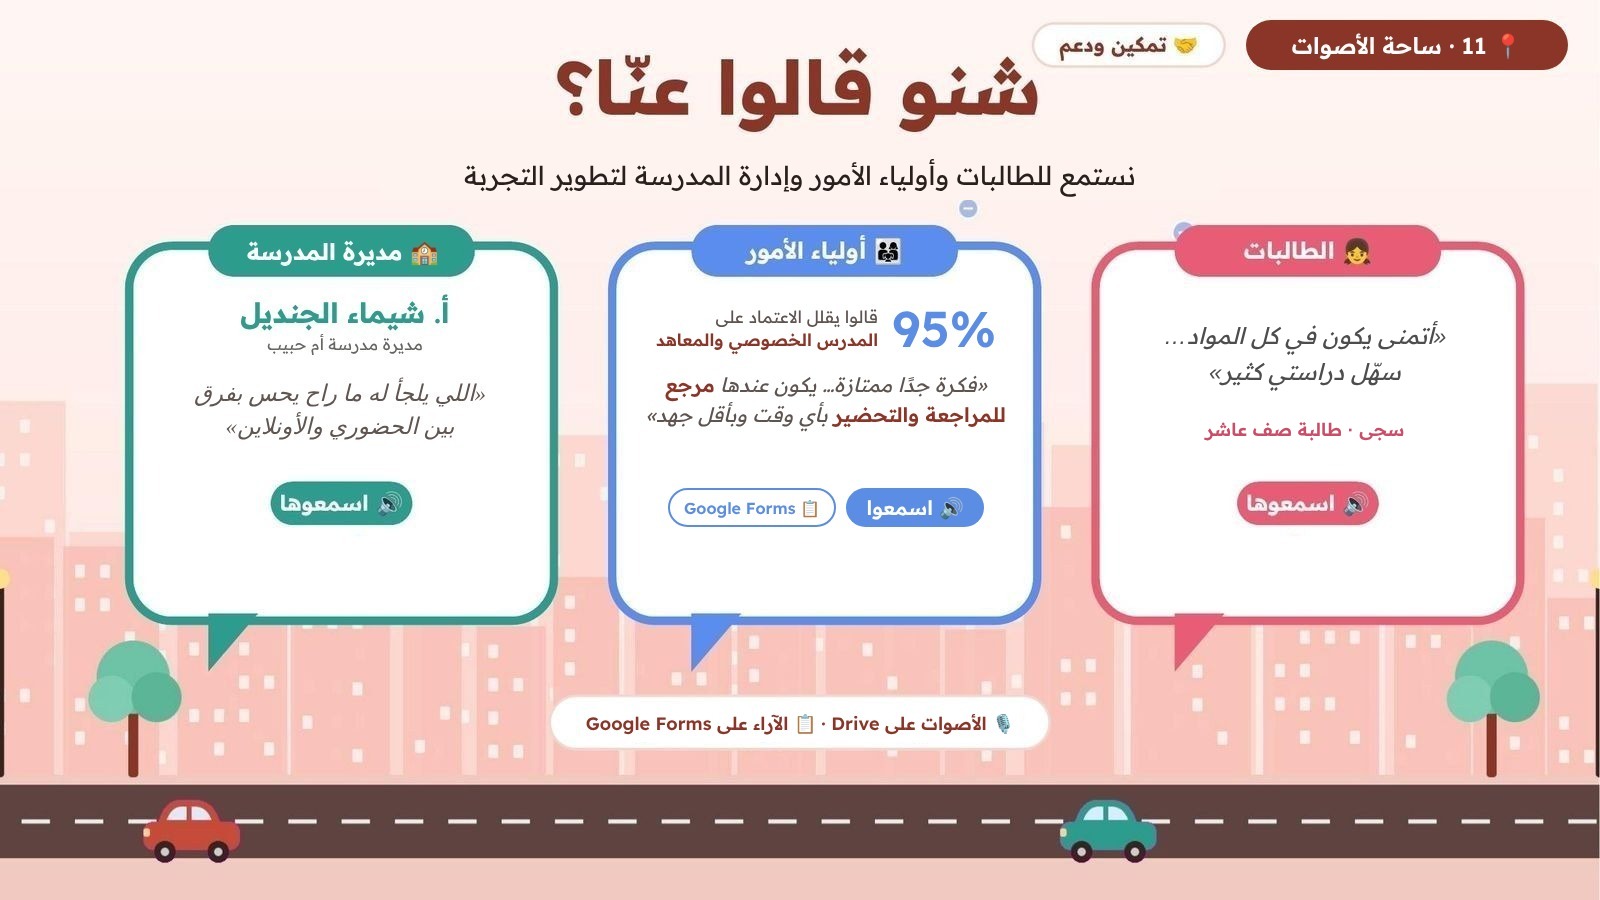 📍 11 · ساحة الأصوات
🤝 تمكين ودعم
شنو قالوا عنّا؟
نستمع للطالبات وأولياء الأمور وإدارة المدرسة لتطوير التجربة
👧 الطالبات
«أتمنى يكون في كل المواد...
سهّل دراستي كثير»
سجى · طالبة صف عاشر
🔊 اسمعوها
👨‍👩‍👧 أولياء الأمور
95%
قالوا يقلل الاعتماد على
المدرس الخصوصي والمعاهد
«فكرة جدًا ممتازة... يكون عندها مرجع
للمراجعة والتحضير بأي وقت وبأقل جهد»
🔊 اسمعوا
📋 Google Forms
🏫 مديرة المدرسة
أ. شيماء الجنديل
مديرة مدرسة أم حبيب
«اللي يلجأ له ما راح يحس بفرق
بين الحضوري والأونلاين»
🔊 اسمعوها
🎙️ الأصوات على Drive · 📋 الآراء على Google Forms